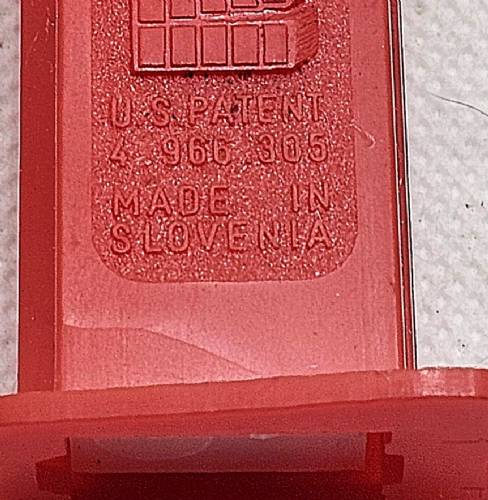 U.S. PATENT
4 966 305
MADE IN
SLOVENIA